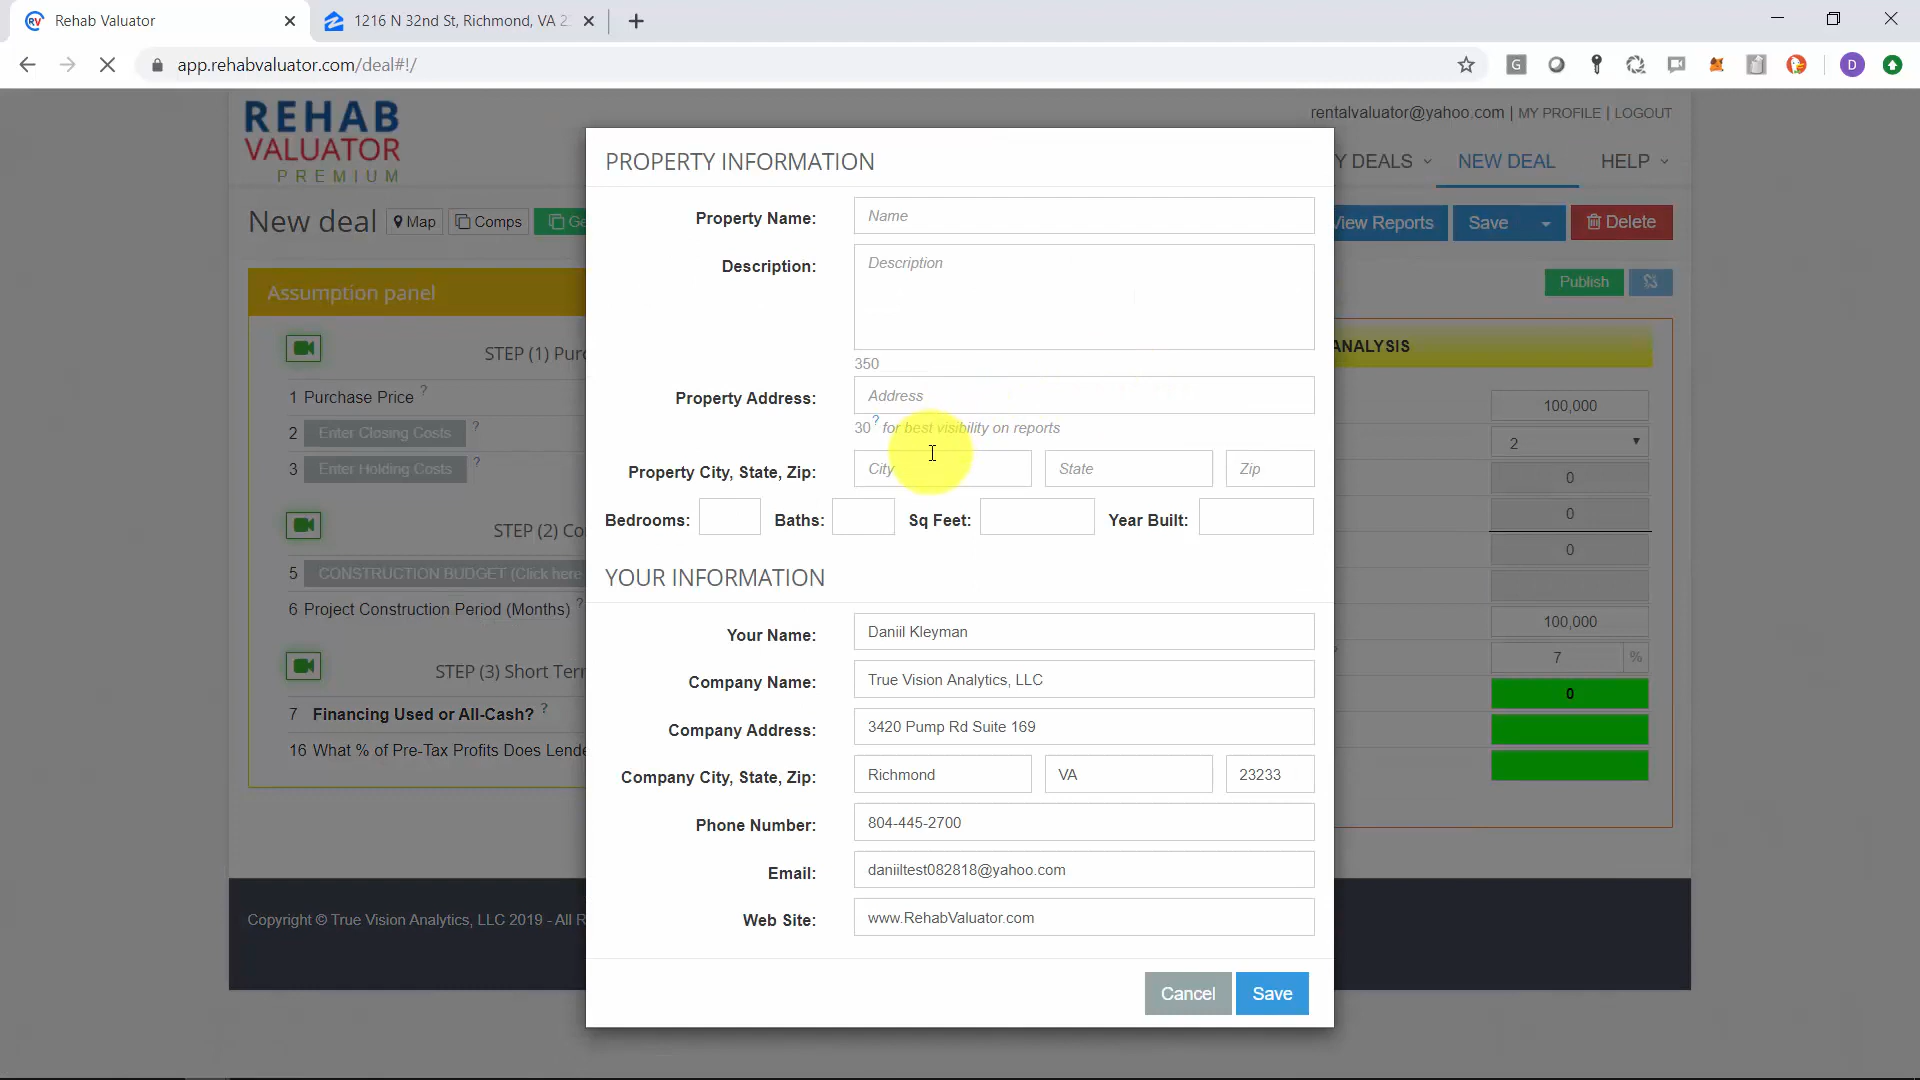 Rehab Valuator
1216 N 32nd St, Richmond, VA 2
app.rehabvaluator.com/deal#!/
REHAB
VALUATOR
PREMIUM
rentalvaluator@yahoo.com | MY PROFILE | LOGOUT
Y DEALS NEW DEAL HELP
New deal Map Comps Ge
View Reports Save Delete
Assumption panel
Publish
STEP (1) Pur
ANALYSIS
1 Purchase Price ?
100,000
2 Enter Closing Costs ?
2
3 Enter Holding Costs ?
0
0
STEP (2) Co
0
5 CONSTRUCTION BUDGET (Click here
6 Project Construction Period (Months) ?
100,000
7 %
STEP (3) Short Ter
0
7 Financing Used or All-Cash? ?
16 What % of Pre-Tax Profits Does Lende
Copyright © True Vision Analytics, LLC 2019 - All R
PROPERTY INFORMATION
Property Name: Name
Description: Description
350
Property Address: Address
30 ? for best visibility on reports
Property City, State, Zip: City State Zip
Bedrooms: Baths: Sq Feet: Year Built:
YOUR INFORMATION
Your Name: Daniil Kleyman
Company Name: True Vision Analytics, LLC
Company Address: 3420 Pump Rd Suite 169
Company City, State, Zip: Richmond VA 23233
Phone Number: 804-445-2700
Email: daniiltest082818@yahoo.com
Web Site: www.RehabValuator.com
Cancel Save